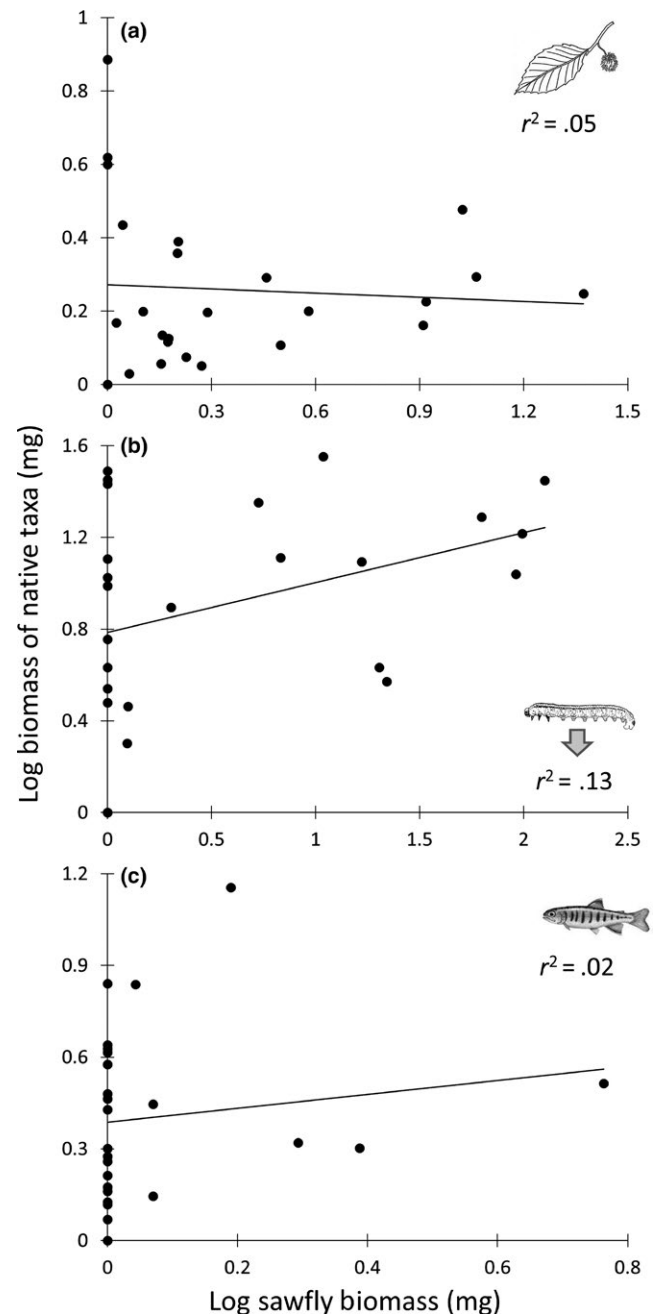 (a)
r² = .05
1
0.8
0.6
0.4
0.2
0
0 0.3 0.6 0.9 1.2 1.5
Log biomass of native taxa (mg)
(b)
1.6
1.2
0.8
0.4
0
r² = .13
0 0.5 1 1.5 2 2.5
(c)
1.2
r² = .02
0.9
0.6
0.3
0
0 0.2 0.4 0.6 0.8
Log sawfly biomass (mg)